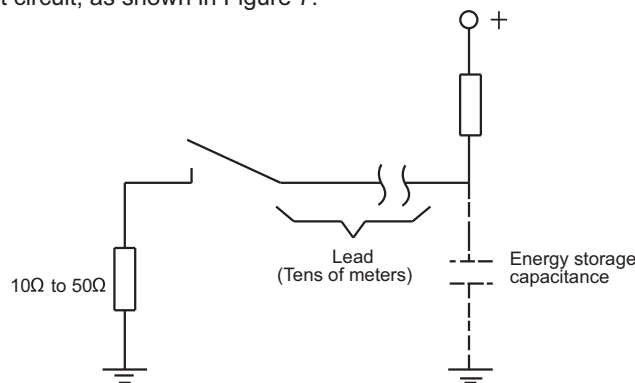 t circuit, as shown in Figure 7.
+
Lead
(Tens of meters)
Energy storage
capacitance
10Ω to 50Ω